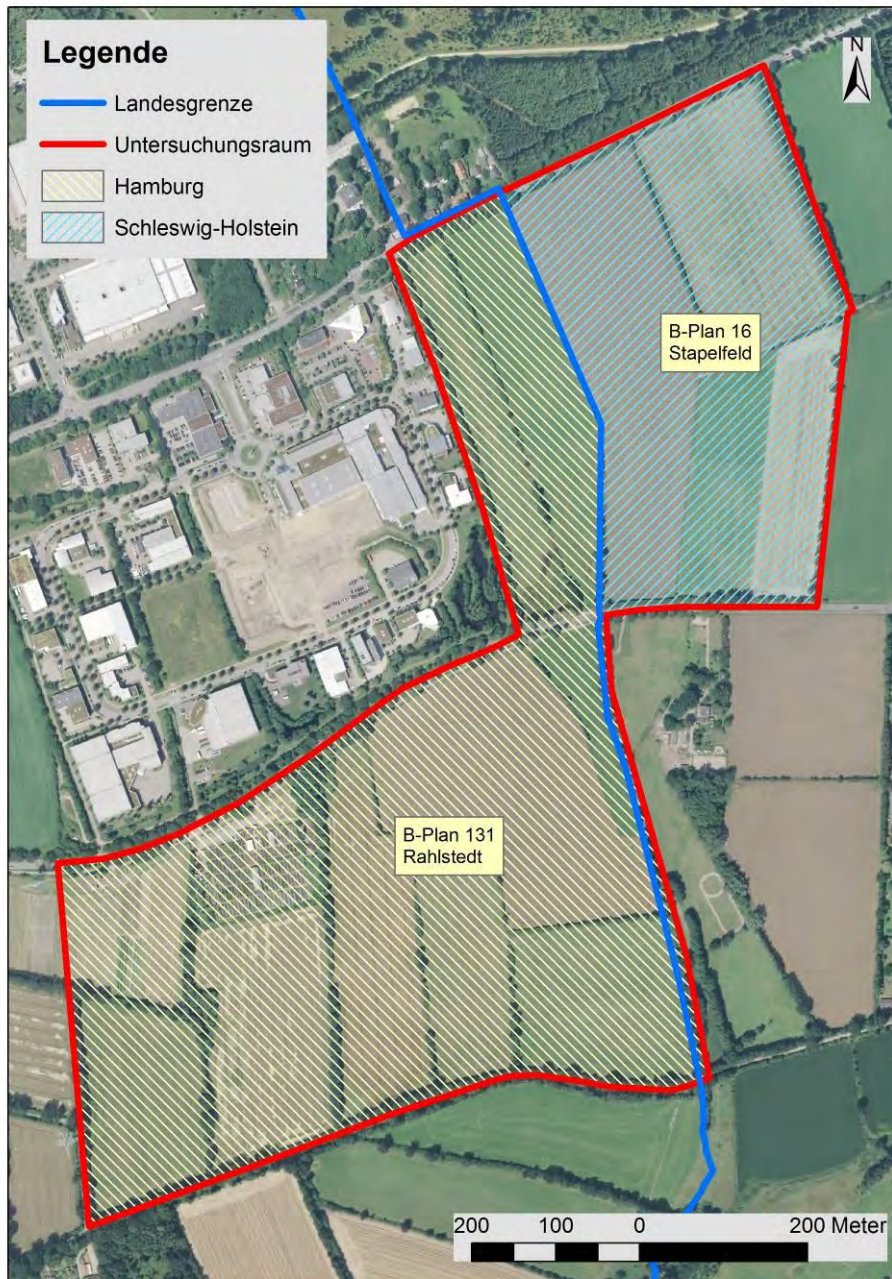 Legende
Landesgrenze
Untersuchungsraum
Hamburg
Schleswig-Holstein
N
B-Plan 16
Stapelfeld
B-Plan 131
Rahlstedt
200 100 0 200 Meter